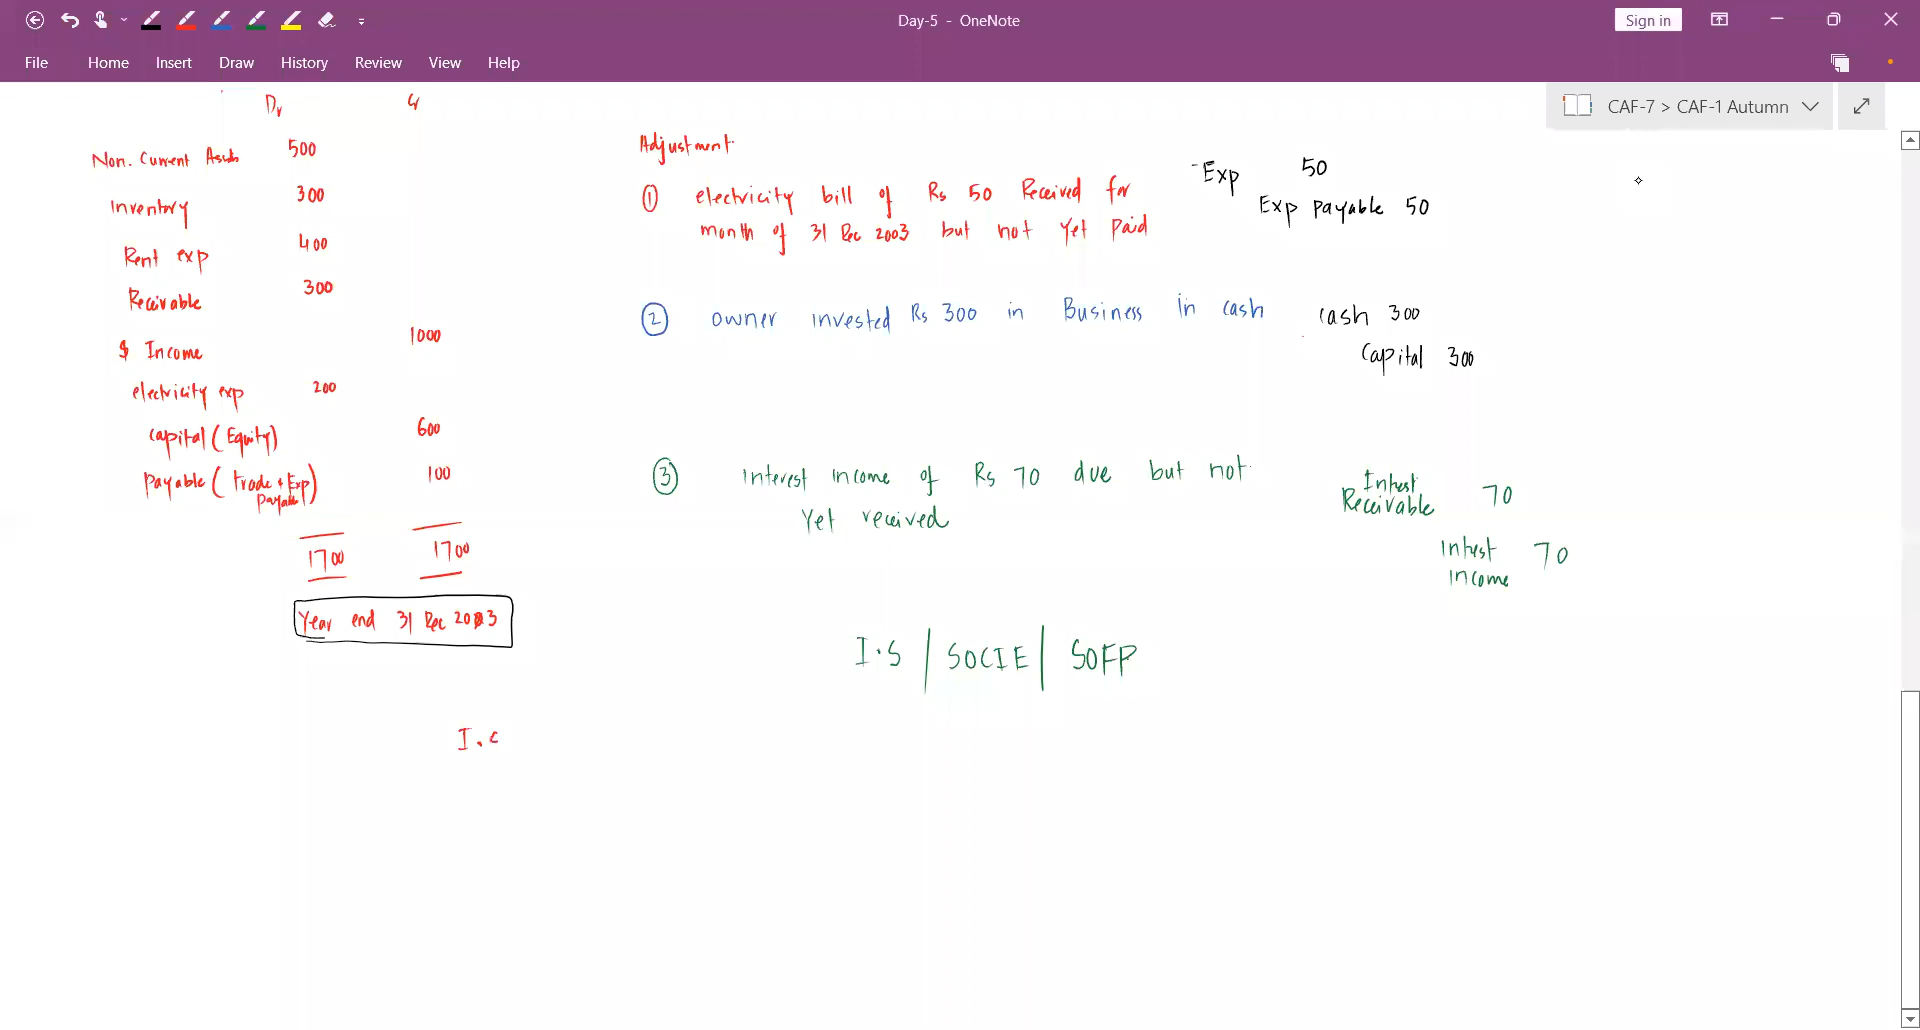 Day-5 - OneNote
Sign in
File Home Insert Draw History Review View Help
CAF-7 > CAF-1 Autumn
Dr Cr
Non. Current Assets 500
Inventory 300
Rent exp 400
Receivable 300
$ Income 1000
electricity exp 200
capital (Equity) 600
payable (trade + Exp payable) 100
1700 1700
Year end 31 Dec 2003
I.
Adjustment
① electricity bill of Rs 50 Received for
month of 31 Dec 2003 but not yet paid
Exp 50
Exp payable 50
② owner invested Rs 300 in Business in cash
cash 300
Capital 300
③ Interest income of Rs 70 due but not
yet received
Intrest
Receivable 70
Intrest
income 70
I.S | SOCIE | SOFP